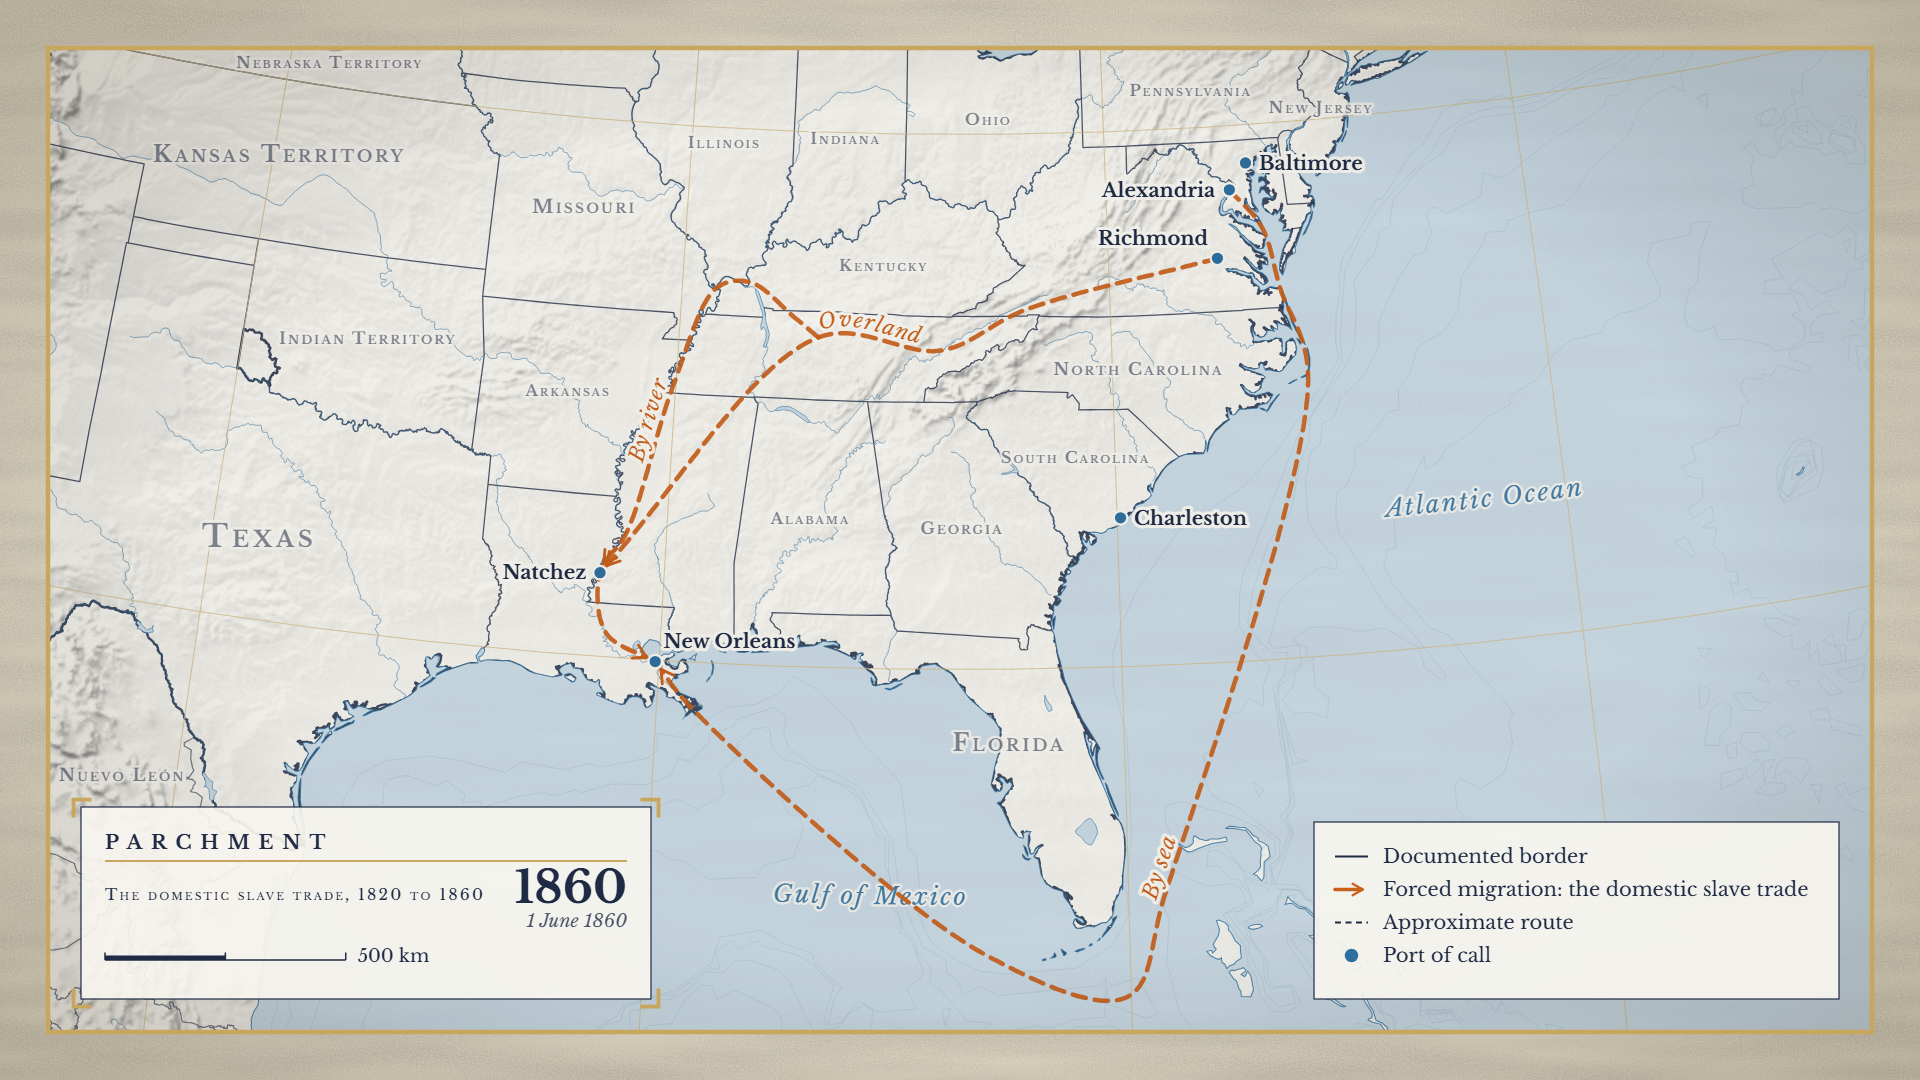 Nebraska Territory
Pennsylvania
New Jersey
Ohio
Illinois
Indiana
Kansas Territory
Baltimore
Alexandria
Missouri
Richmond
Kentucky
Overland
Indian Territory
North Carolina
Arkansas
By river
South Carolina
Atlantic Ocean
Texas
Alabama
Georgia
Charleston
Natchez
New Orleans
Florida
Nuevo León
By sea
Gulf of Mexico
PARCHMENT
The domestic slave trade, 1820 to 1860
1860
1 June 1860
500 km
Documented border
Forced migration: the domestic slave trade
Approximate route
Port of call